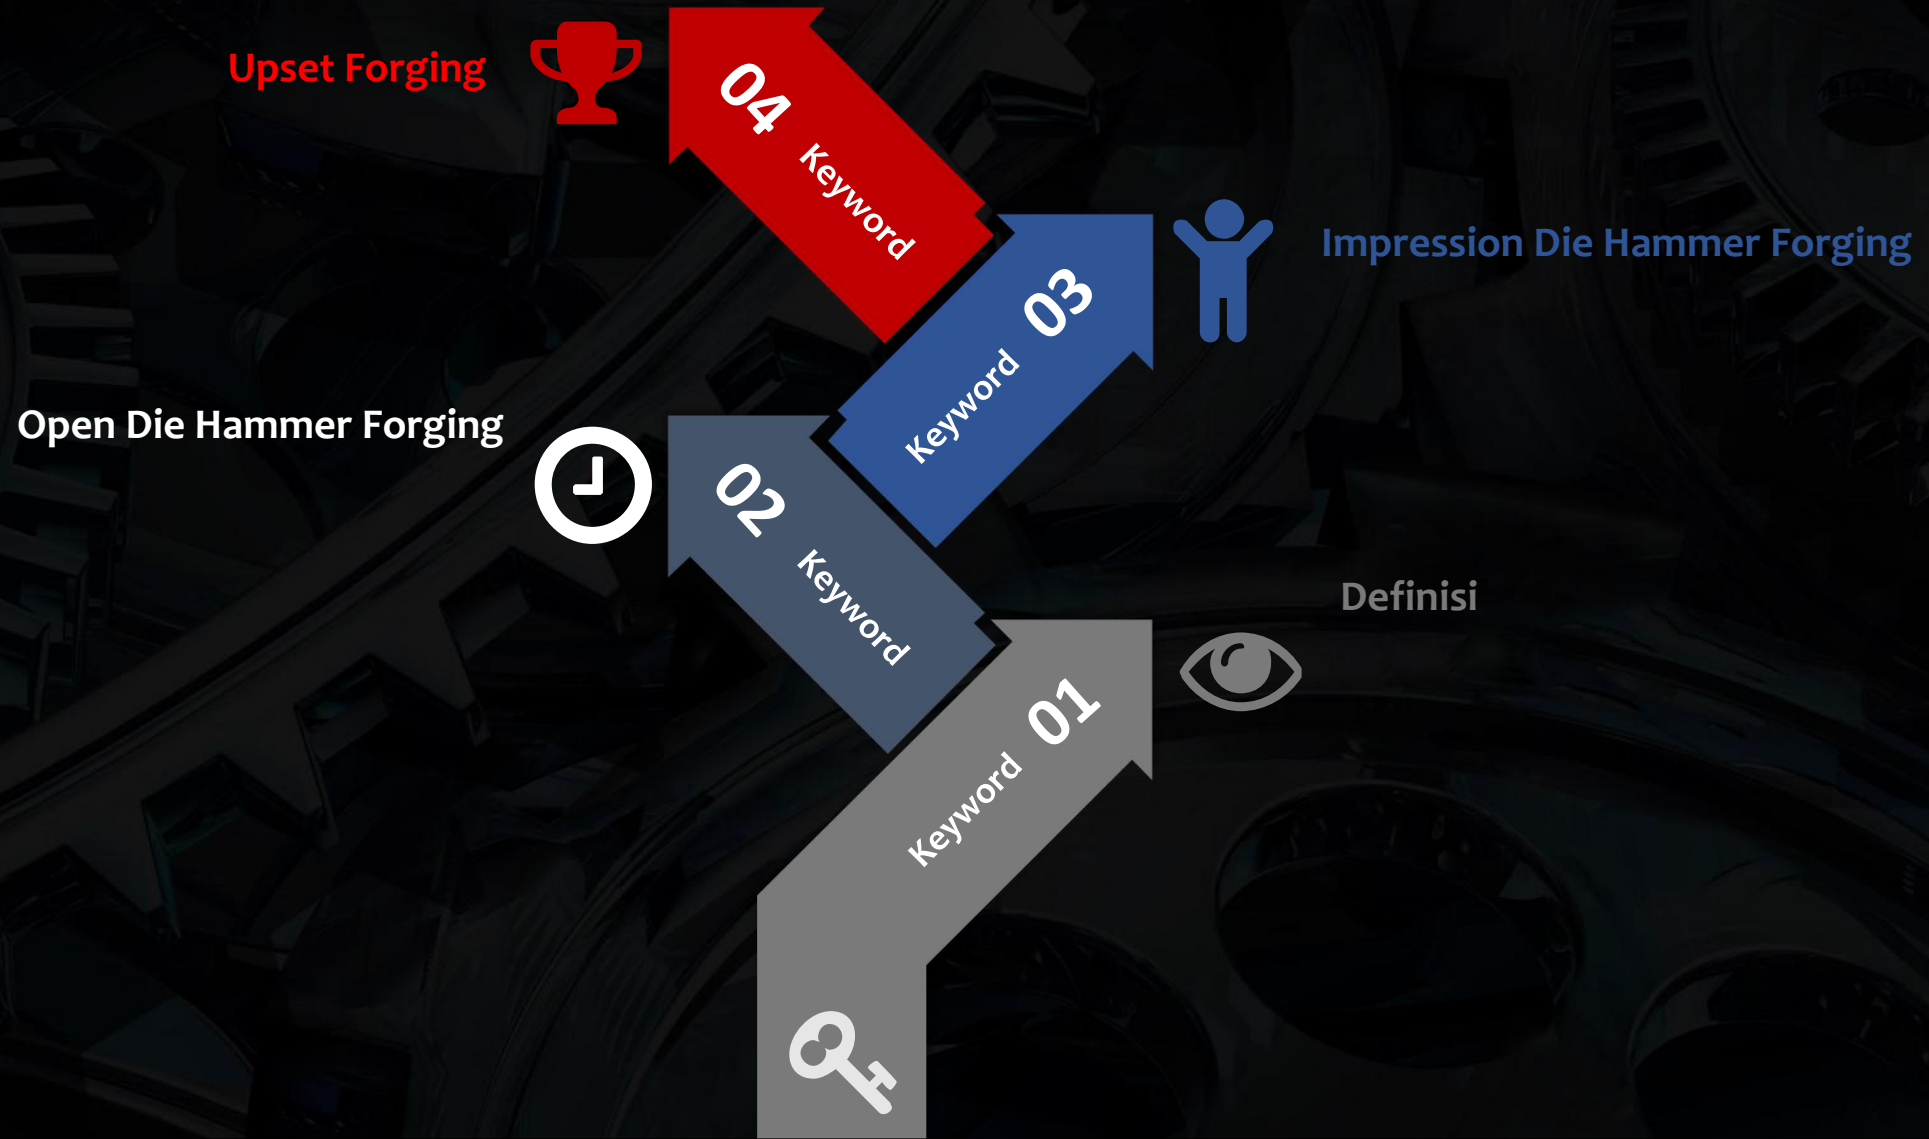 Upset Forging
04
Keyword
Impression Die Hammer Forging
03
Keyword
Open Die Hammer Forging
02
Keyword
Definisi
01
Keyword